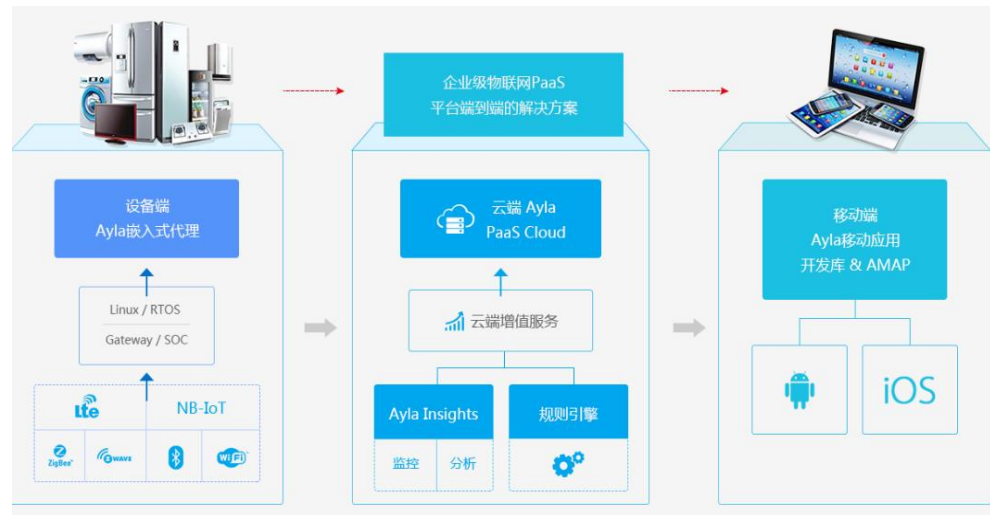 企业级物联网PaaS
平台端到端的解决方案
设备端
Ayla嵌入式代理
Linux / RTOS
Gateway / SOC
Lte
NB-IoT
ZigBee
WAVE
WiFi
云端 Ayla
PaaS Cloud
云端增值服务
Ayla Insights
监控
分析
规则引擎
移动端
Ayla移动应用
开发库 & AMAP
iOS